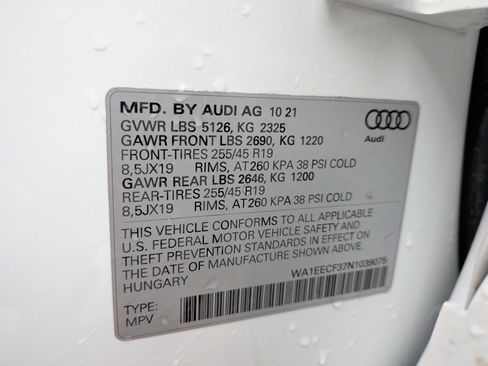 MFD. BY AUDI AG 10 21
GVWR LBS 5126, KG 2325
GAWR FRONT LBS 2690, KG 1220
FRONT-TIRES 255/45 R19
8,5JX19 RIMS, AT260 KPA 38 PSI COLD
GAWR REAR LBS 2646, KG 1200
REAR-TIRES 255/45 R19
8,5JX19 RIMS, AT260 KPA 38 PSI COLD
THIS VEHICLE CONFORMS TO ALL APPLICABLE
U.S. FEDERAL MOTOR VEHICLE SAFETY AND
THEFT PREVENTION STANDARDS IN EFFECT ON
THE DATE OF MANUFACTURE SHOWN ABOVE.
HUNGARY
WA1EECF37N1039075
TYPE:
MPV
Audi